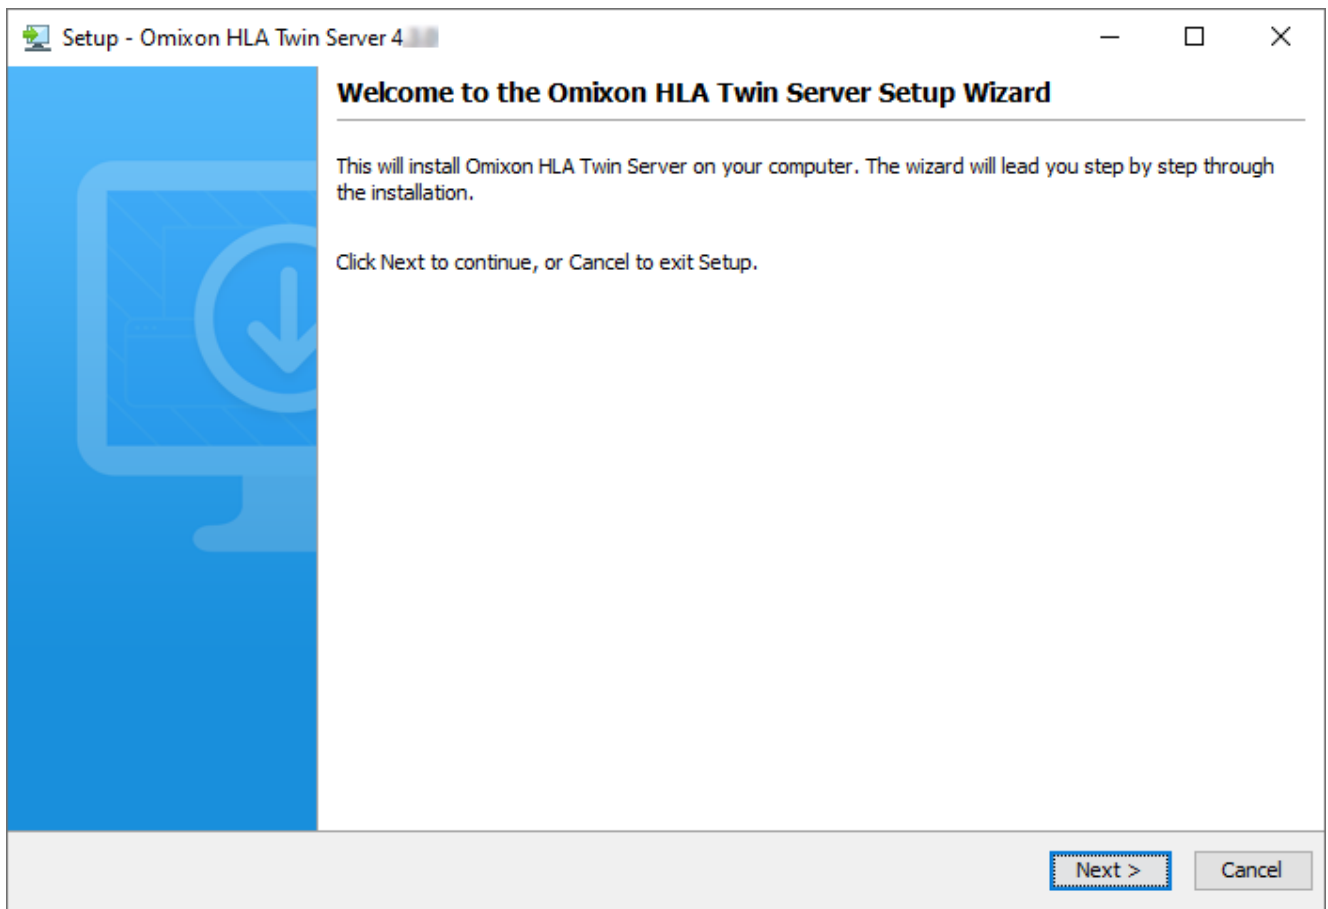 Setup - Omixon HLA Twin Server 4
Welcome to the Omixon HLA Twin Server Setup Wizard
This will install Omixon HLA Twin Server on your computer. The wizard will lead you step by step through
the installation.
Click Next to continue, or Cancel to exit Setup.
Next >
Cancel